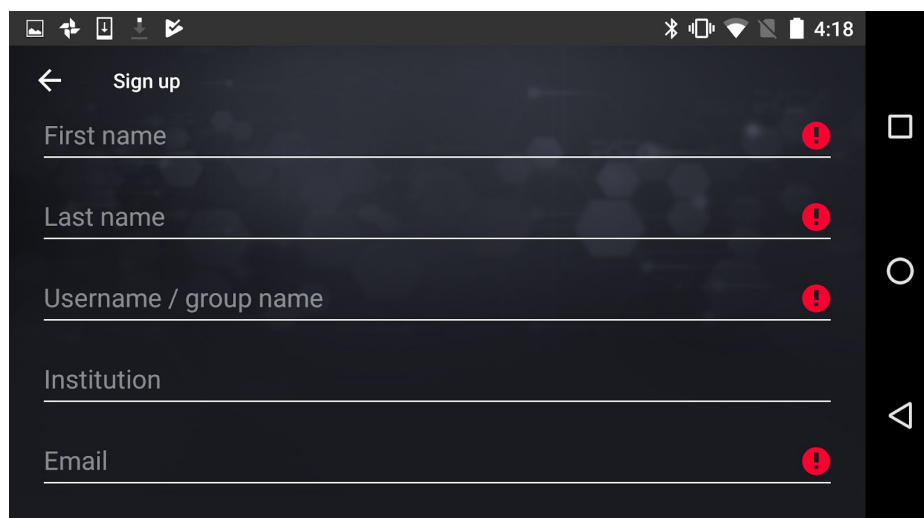 4:18
Sign up
First name
Last name
Username / group name
Institution
Email